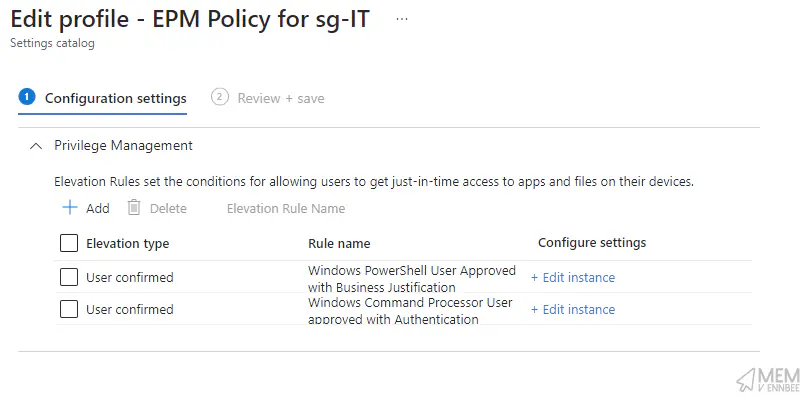 Edit profile - EPM Policy for sg-IT ...
Settings catalog
1 Configuration settings 2 Review + save
Privilege Management
Elevation Rules set the conditions for allowing users to get just-in-time access to apps and files on their devices.
+ Add Delete Elevation Rule Name
Elevation type Rule name Configure settings
User confirmed Windows PowerShell User Approved with Business Justification + Edit instance
User confirmed Windows Command Processor User approved with Authentication + Edit instance
MEM
V ENNBEE